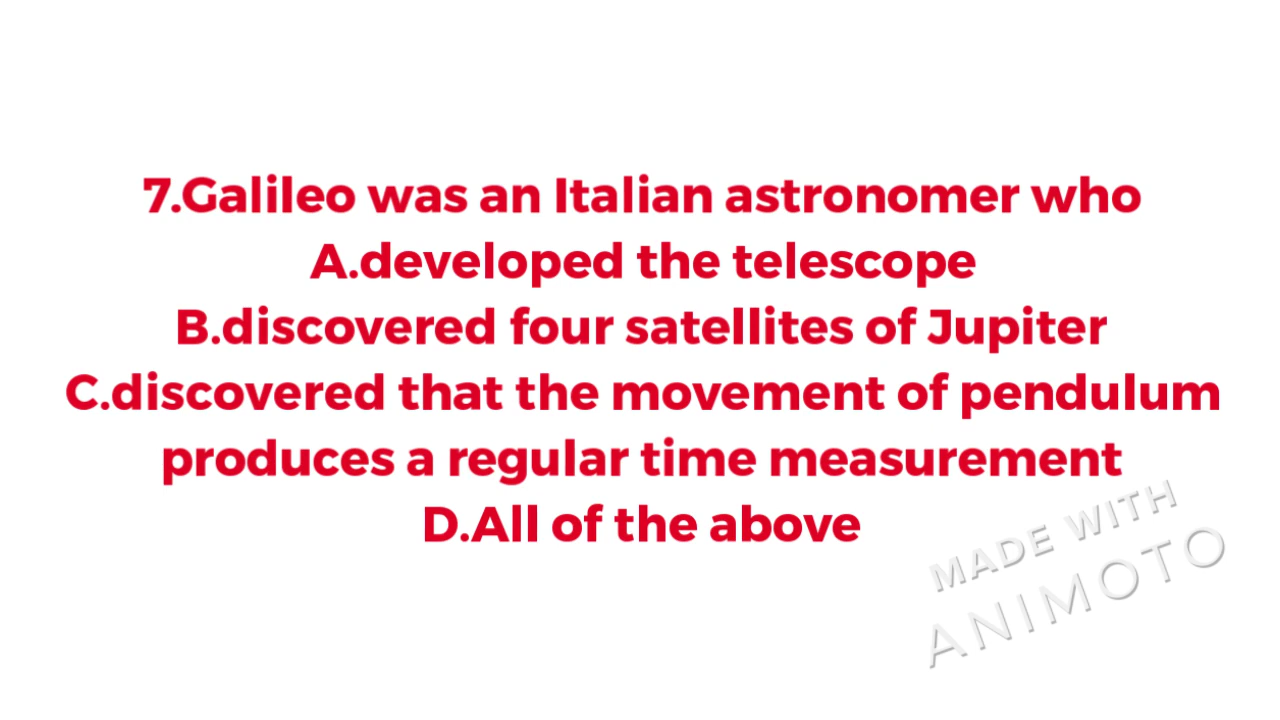 7.Galileo was an Italian astronomer who
A.developed the telescope
B.discovered four satellites of Jupiter
C.discovered that the movement of pendulum
produces a regular time measurement
D.All of the above
MADE WITH
ANIMOTO